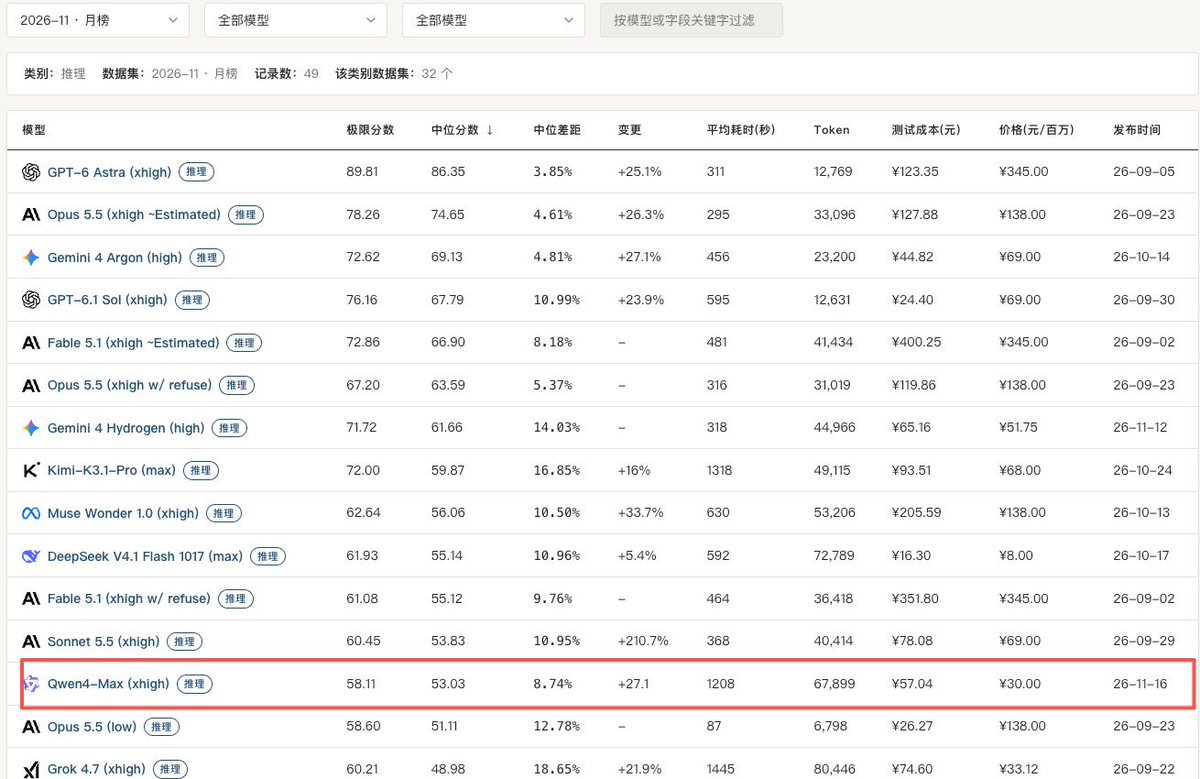 2026-11 · 月榜 全部模型 全部模型 按模型或字段关键字过滤
类别: 推理 数据集: 2026-11 · 月榜 记录数: 49 该类别数据集: 32 个
模型 极限分数 中位分数 ↓ 中位差距 变更 平均耗时(秒) Token 测试成本(元) 价格(元/百万) 发布时间
GPT-6 Astra (xhigh) 推理 89.81 86.35 3.85% +25.1% 311 12,769 ¥123.35 ¥345.00 26-09-05
Opus 5.5 (xhigh ~Estimated) 推理 78.26 74.65 4.61% +26.3% 295 33,096 ¥127.88 ¥138.00 26-09-23
Gemini 4 Argon (high) 推理 72.62 69.13 4.81% +27.1% 456 23,200 ¥44.82 ¥69.00 26-10-14
GPT-6.1 Sol (xhigh) 推理 76.16 67.79 10.99% +23.9% 595 12,631 ¥24.40 ¥69.00 26-09-30
Fable 5.1 (xhigh ~Estimated) 推理 72.86 66.90 8.18% – 481 41,434 ¥400.25 ¥345.00 26-09-02
Opus 5.5 (xhigh w/ refuse) 推理 67.20 63.59 5.37% – 316 31,019 ¥119.86 ¥138.00 26-09-23
Gemini 4 Hydrogen (high) 推理 71.72 61.66 14.03% – 318 44,966 ¥65.16 ¥51.75 26-11-12
Kimi-K3.1-Pro (max) 推理 72.00 59.87 16.85% +16% 1318 49,115 ¥93.51 ¥68.00 26-10-24
Muse Wonder 1.0 (xhigh) 推理 62.64 56.06 10.50% +33.7% 630 53,206 ¥205.59 ¥138.00 26-10-13
DeepSeek V4.1 Flash 1017 (max) 推理 61.93 55.14 10.96% +5.4% 592 72,789 ¥16.30 ¥8.00 26-10-17
Fable 5.1 (xhigh w/ refuse) 推理 61.08 55.12 9.76% – 464 36,418 ¥351.80 ¥345.00 26-09-02
Sonnet 5.5 (xhigh) 推理 60.45 53.83 10.95% +210.7% 368 40,414 ¥78.08 ¥69.00 26-09-29
Qwen4-Max (xhigh) 推理 58.11 53.03 8.74% +27.1 1208 67,899 ¥57.04 ¥30.00 26-11-16
Opus 5.5 (low) 推理 58.60 51.11 12.78% – 87 6,798 ¥26.27 ¥138.00 26-09-23
Grok 4.7 (xhigh) 推理 60.21 48.98 18.65% +21.9% 1445 80,446 ¥74.60 ¥33.12 26-09-22